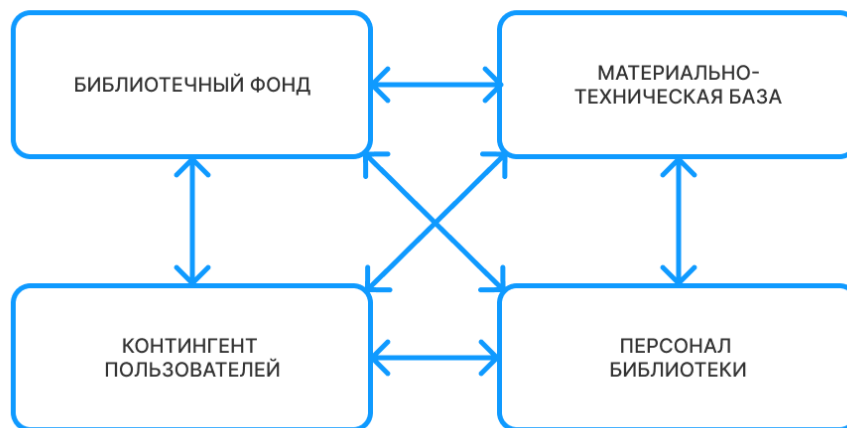 БИБЛИОТЕЧНЫЙ ФОНД
МАТЕРИАЛЬНО-
ТЕХНИЧЕСКАЯ БАЗА
КОНТИНГЕНТ
ПОЛЬЗОВАТЕЛЕЙ
ПЕРСОНАЛ
БИБЛИОТЕКИ